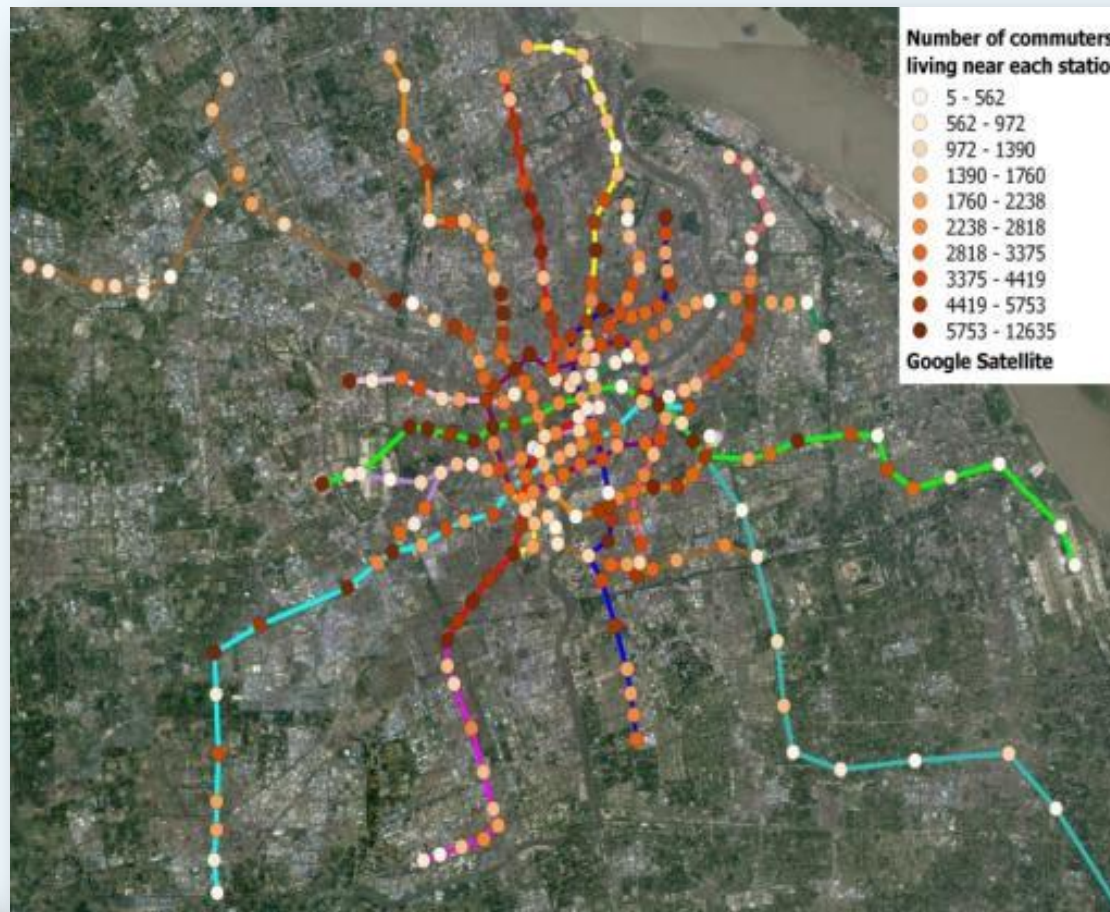 Number of commuters
living near each statio
5 - 562
562 - 972
972 - 1390
1390 - 1760
1760 - 2238
2238 - 2818
2818 - 3375
3375 - 4419
4419 - 5753
5753 - 12635
Google Satellite